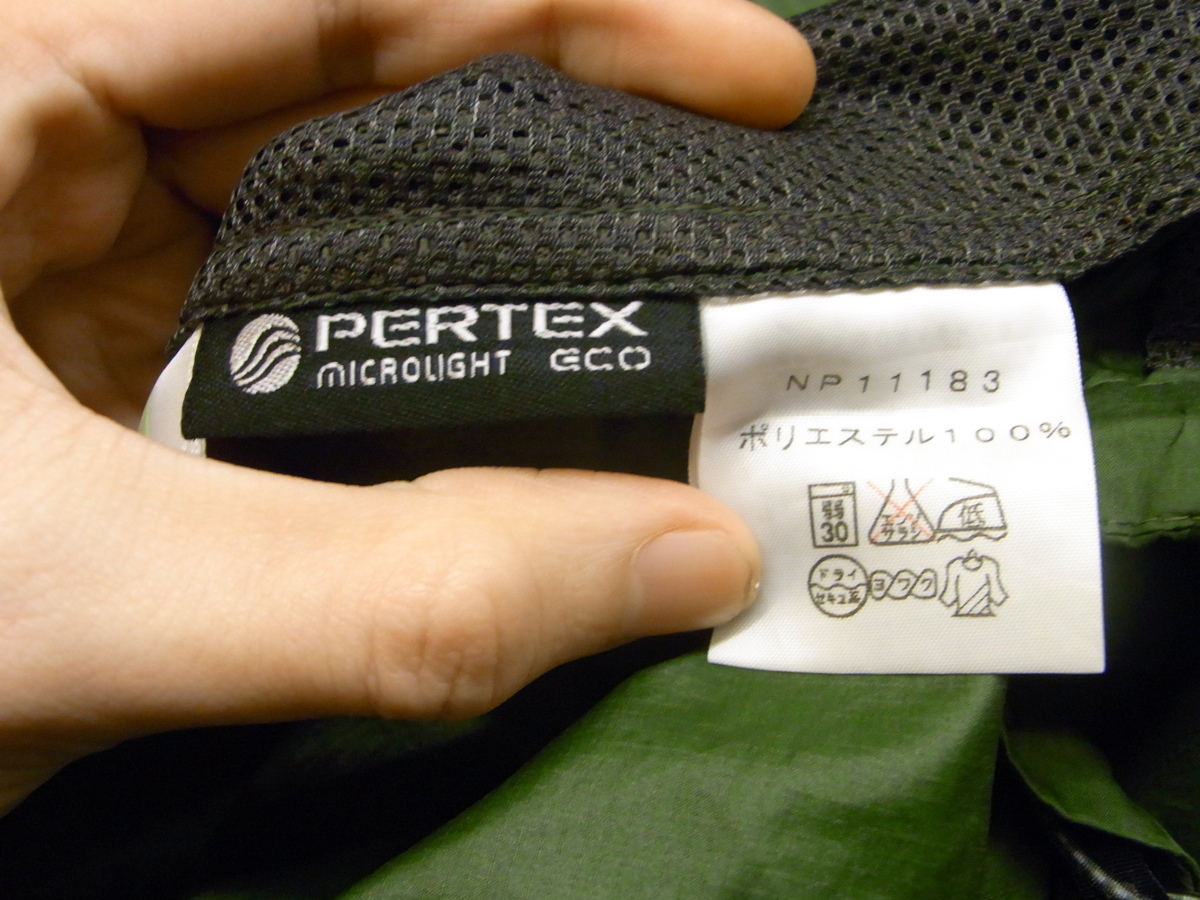 PERTEX
MICROLIGHT ECO
NP11183
ポリエステル100%
弱
30
エンソ
サラシ
低
ドライ
セキユ系
ヨワク